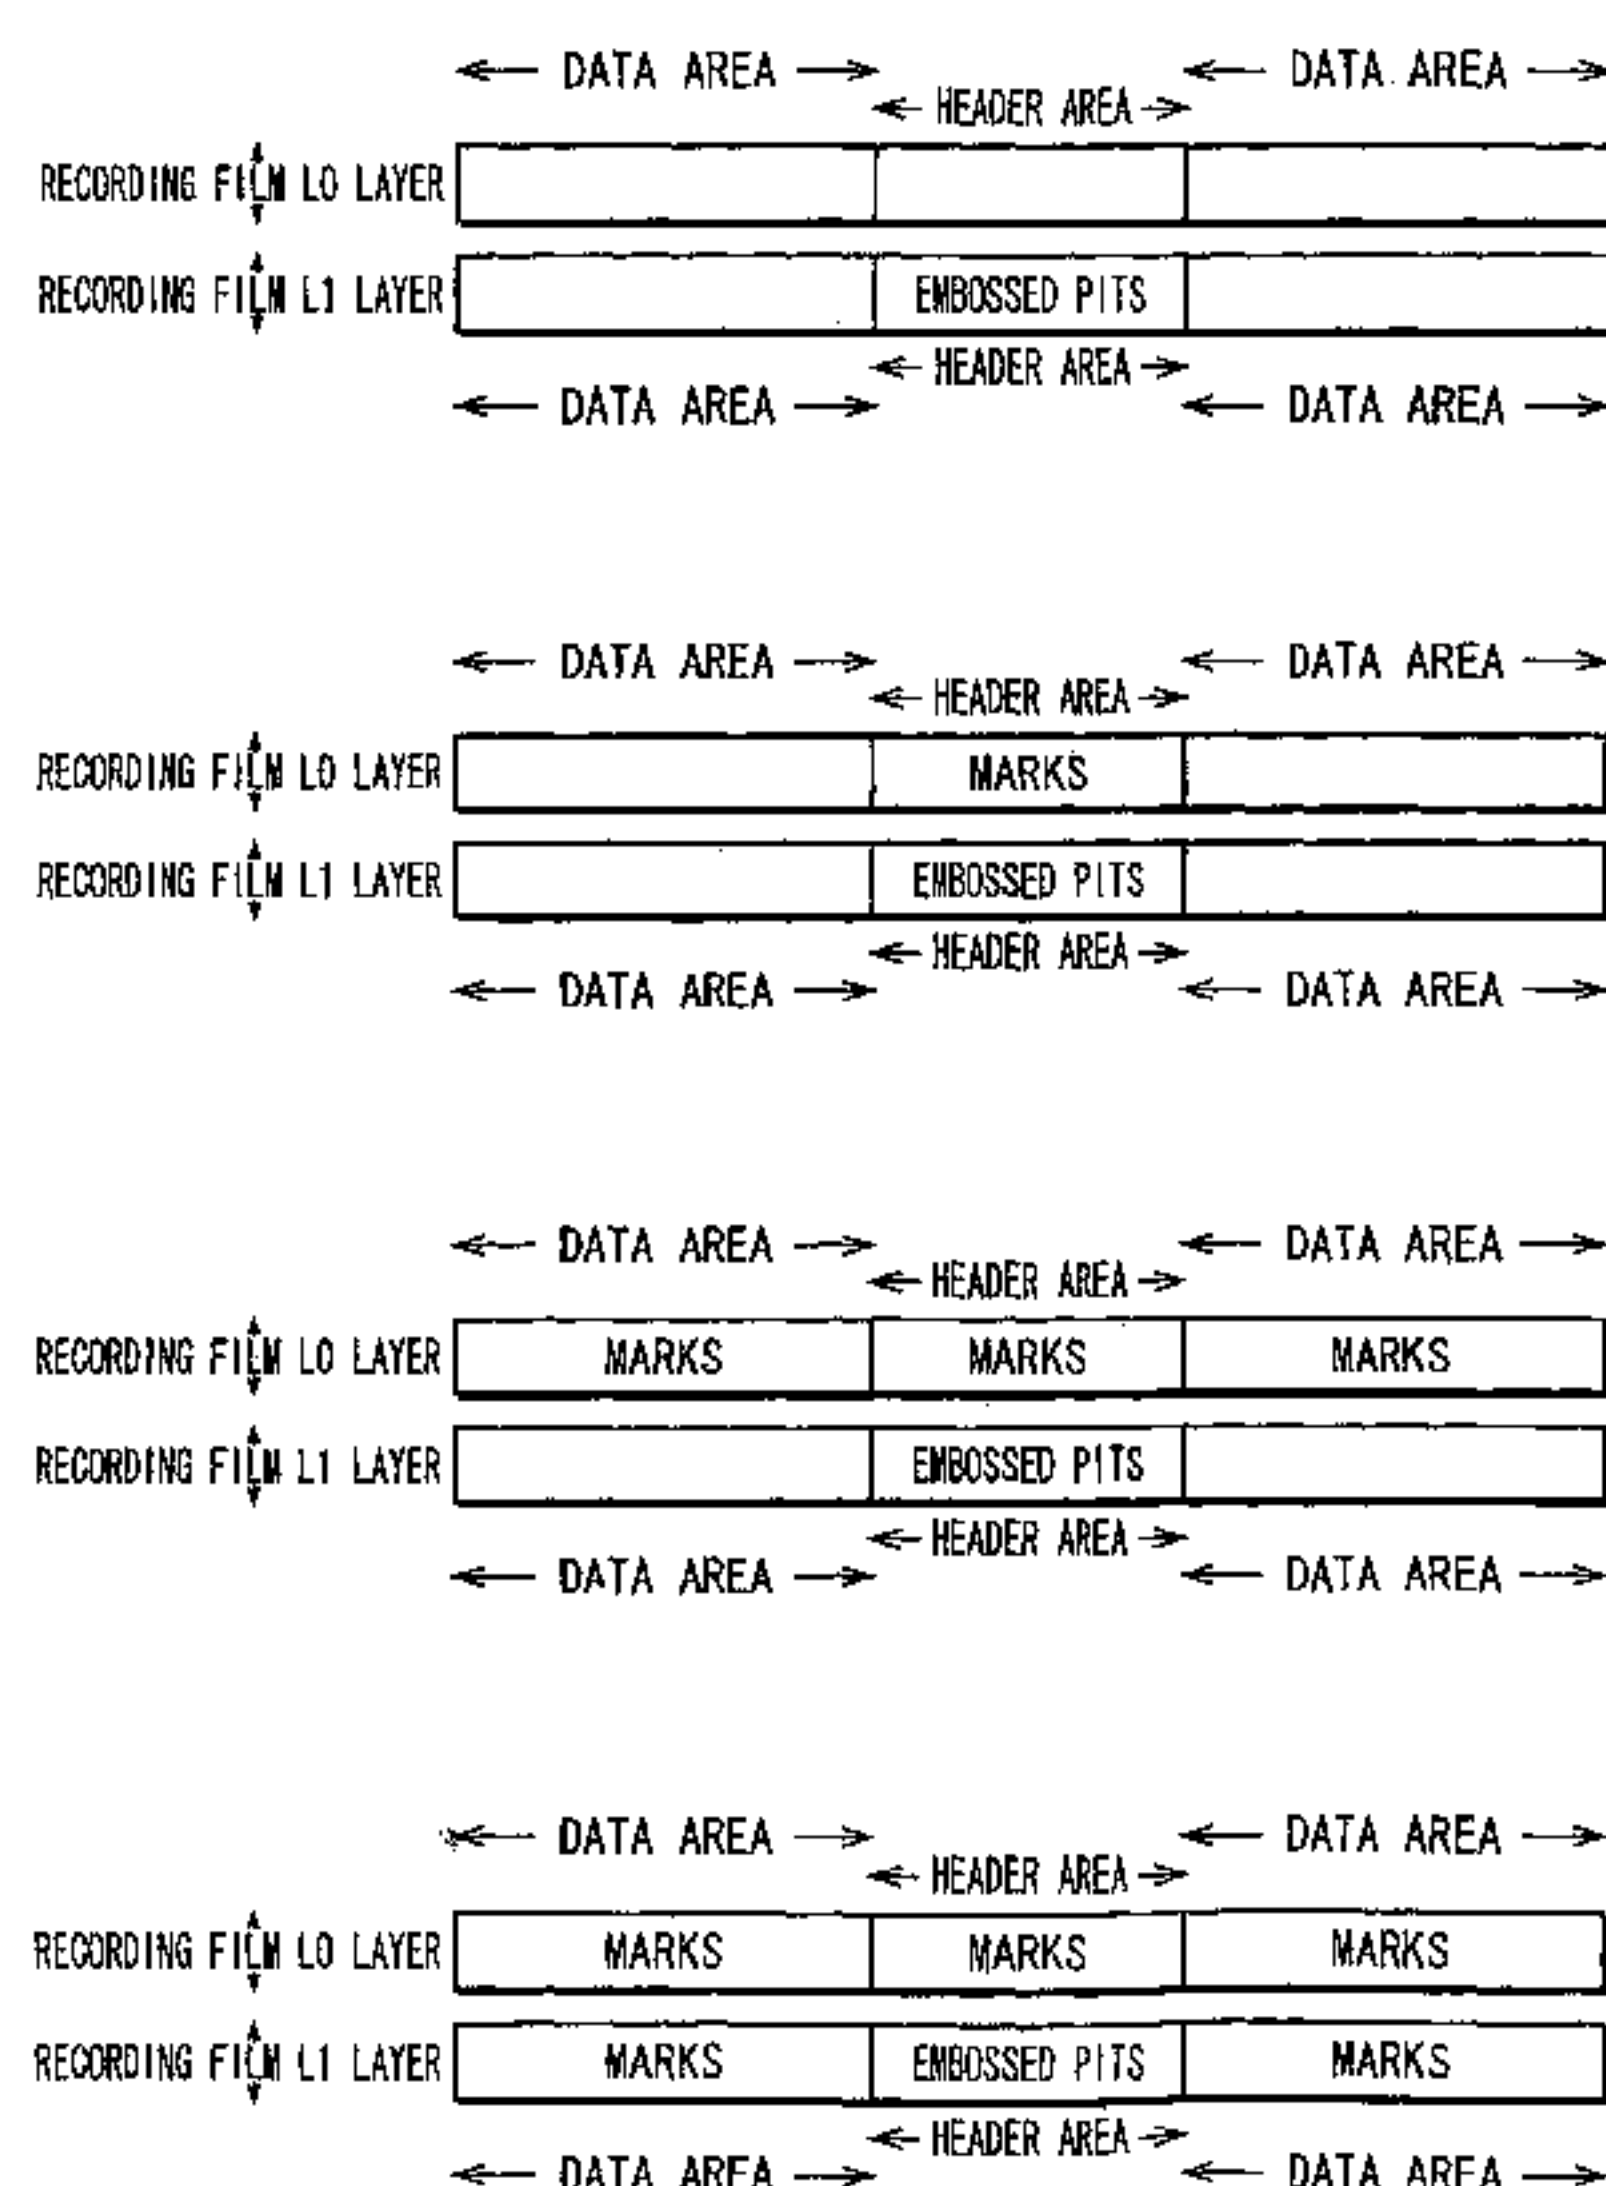 DATA AREA DATA AREA
HEADER AREA
RECORDING FILM L0 LAYER
RECORDING FILM L1 LAYER EMBOSSED PITS
HEADER AREA
DATA AREA DATA AREA
DATA AREA DATA AREA
HEADER AREA
RECORDING FILM L0 LAYER MARKS
RECORDING FILM L1 LAYER EMBOSSED PITS
HEADER AREA
DATA AREA DATA AREA
DATA AREA DATA AREA
HEADER AREA
RECORDING FILM L0 LAYER MARKS MARKS MARKS
RECORDING FILM L1 LAYER EMBOSSED PITS
HEADER AREA
DATA AREA DATA AREA
DATA AREA DATA AREA
HEADER AREA
RECORDING FILM L0 LAYER MARKS MARKS MARKS
RECORDING FILM L1 LAYER MARKS EMBOSSED PITS MARKS
HEADER AREA
DATA AREA DATA AREA